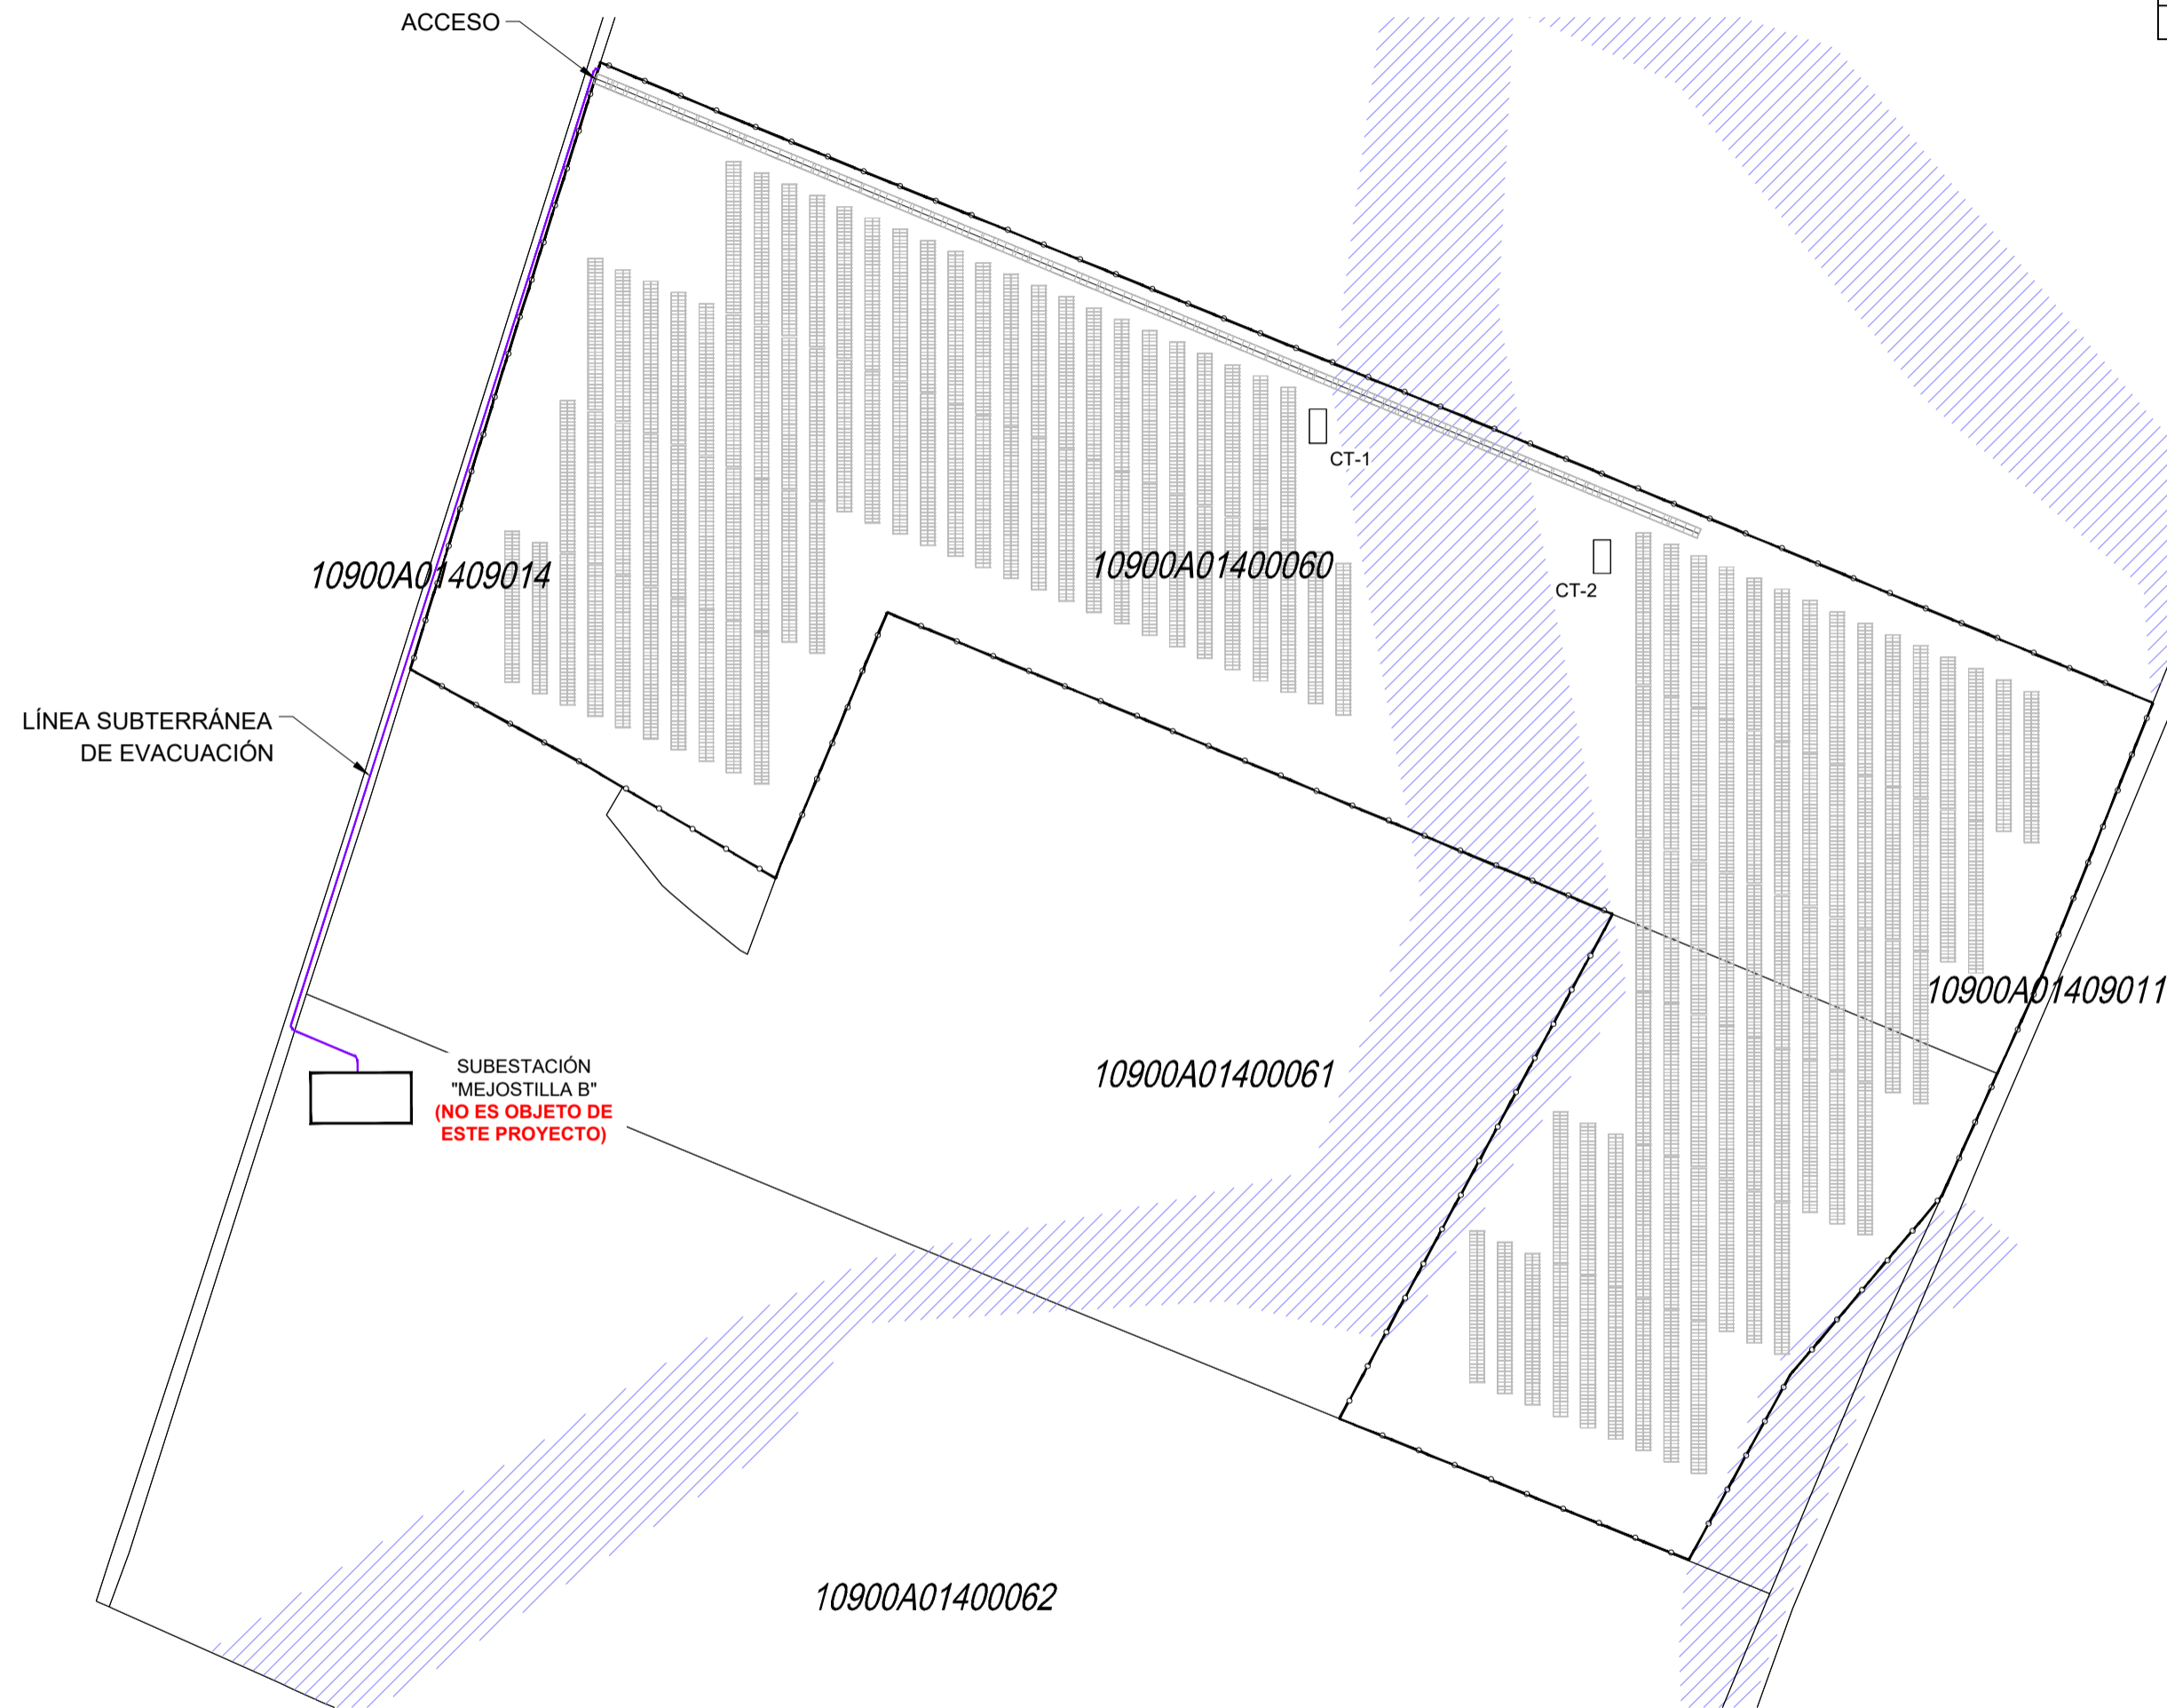 ACCESO
CT-1
10900A01409014
10900A01400060
CT-2
LÍNEA SUBTERRÁNEA
DE EVACUACIÓN
10900A01409011
SUBESTACIÓN
"MEJOSTILLA B"
(NO ES OBJETO DE
ESTE PROYECTO)
10900A01400061
10900A01400062